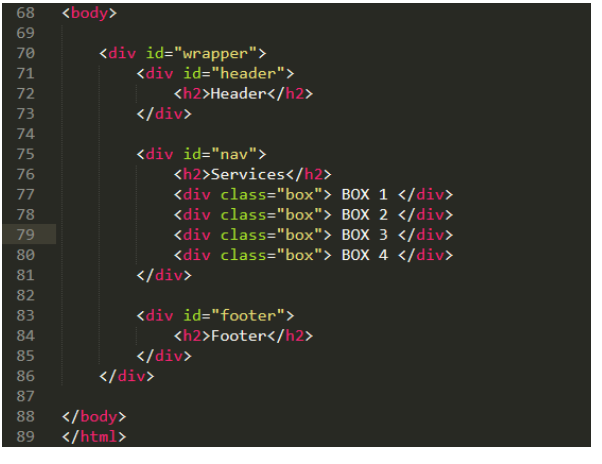 68 <body>
69
70 <div id="wrapper">
71 <div id="header">
72 <h2>Header</h2>
73 </div>
74
75 <div id="nav">
76 <h2>Services</h2>
77 <div class="box"> BOX 1 </div>
78 <div class="box"> BOX 2 </div>
79 <div class="box"> BOX 3 </div>
80 <div class="box"> BOX 4 </div>
81 </div>
82
83 <div id="footer">
84 <h2>Footer</h2>
85 </div>
86 </div>
87
88 </body>
89 </html>